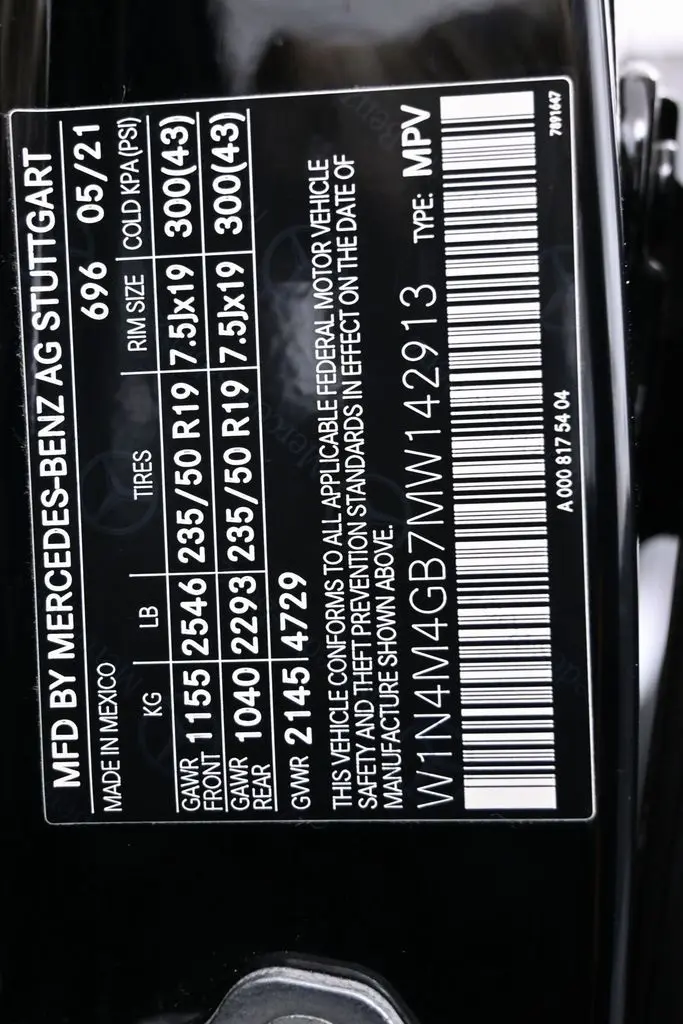 MFD BY MERCEDES-BENZ AG STUTTGART
MADE IN MEXICO 696 05/21
KG LB TIRES RIM SIZE COLD KPA (PSI)
GAWR FRONT 1155 2546 235/50 R19 7.5Jx19 300(43)
GAWR REAR 1040 2293 235/50 R19 7.5Jx19 300(43)
GVWR 2145 4729
THIS VEHICLE CONFORMS TO ALL APPLICABLE FEDERAL MOTOR VEHICLE
SAFETY AND THEFT PREVENTION STANDARDS IN EFFECT ON THE DATE OF
MANUFACTURE SHOWN ABOVE.
W1N4M4GB7MW142913 TYPE: MPV
A 000 817 54 04 7891647